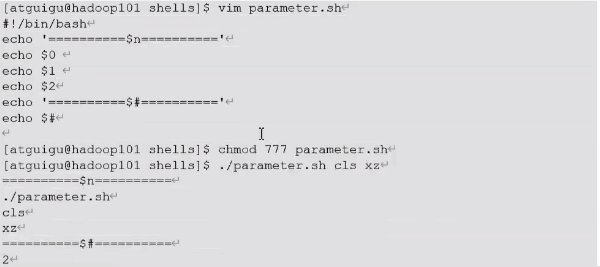 [atguigu@hadoop101 shells]$ vim parameter.sh↵
#!/bin/bash
echo '==========$n=========='↵
echo $0 ↵
echo $1 ↵
echo $2↵
echo '==========$#=========='↵
echo $#↵
↵
[atguigu@hadoop101 shells]$ chmod 777 parameter.sh↵
[atguigu@hadoop101 shells]$ ./parameter.sh cls xz↵
==========$n==========↵
./parameter.sh↵
cls↵
xz↵
==========$#==========↵
2↵